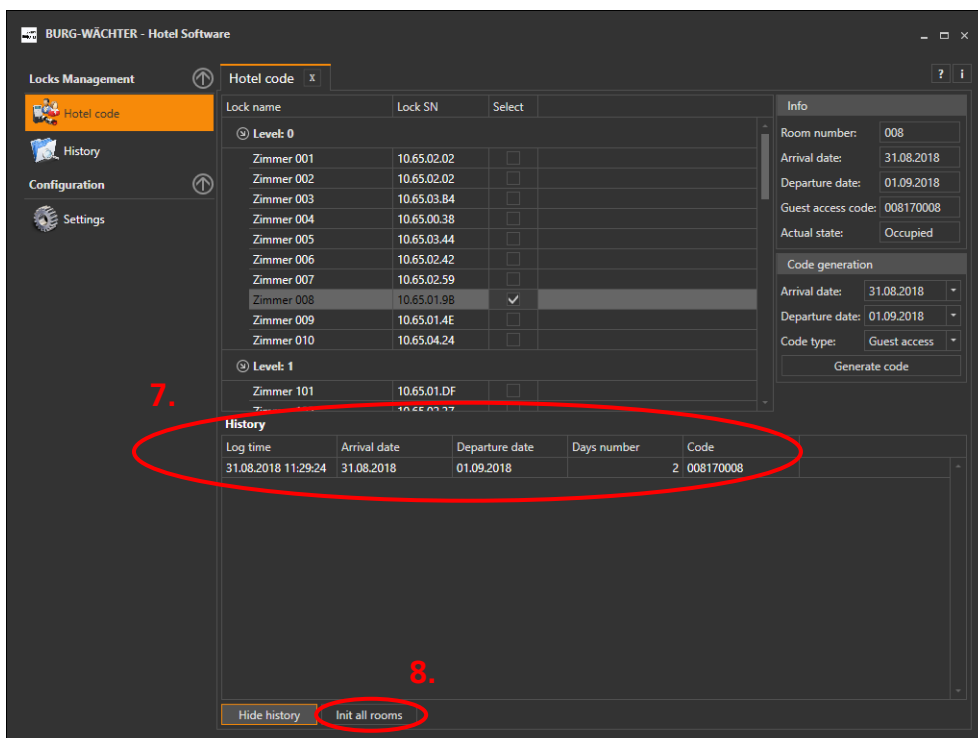 BURG-WÄCHTER - Hotel Software
Locks Management
Hotel code
History
Configuration
Settings
Hotel code x
? i
Lock name Lock SN Select
Level: 0
Zimmer 001 10.65.02.02
Zimmer 002 10.65.02.02
Zimmer 003 10.65.03.B4
Zimmer 004 10.65.00.38
Zimmer 005 10.65.03.44
Zimmer 006 10.65.02.42
Zimmer 007 10.65.02.59
Zimmer 008 10.65.01.9B
Zimmer 009 10.65.01.4E
Zimmer 010 10.65.04.24
Level: 1
Zimmer 101 10.65.01.DF
Info
Room number: 008
Arrival date: 31.08.2018
Departure date: 01.09.2018
Guest access code: 008170008
Actual state: Occupied
Code generation
Arrival date: 31.08.2018
Departure date: 01.09.2018
Code type: Guest access
Generate code
7.
History
Log time Arrival date Departure date Days number Code
31.08.2018 11:29:24 31.08.2018 01.09.2018 2 008170008
8.
Hide history Init all rooms